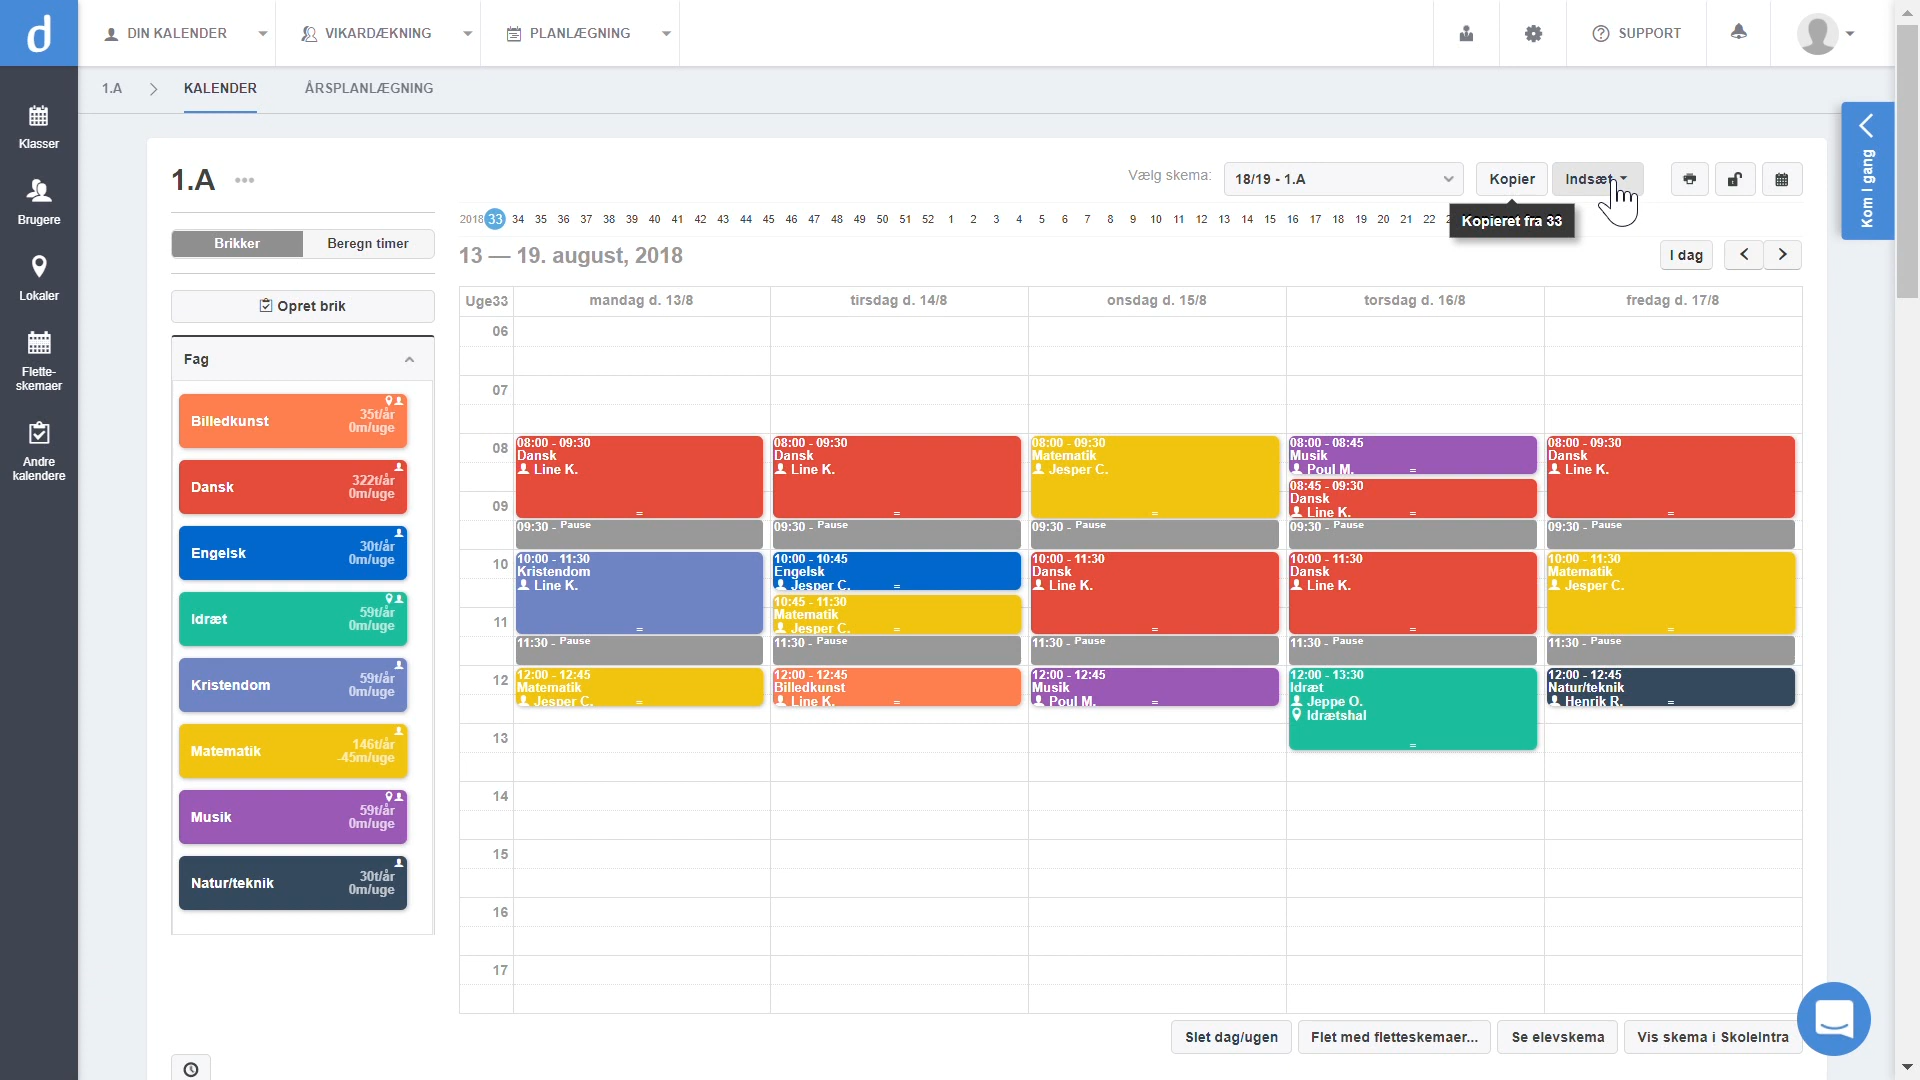 d
DIN KALENDER
VIKARDÆKNING
PLANLÆGNING
SUPPORT
1.A
KALENDER
ÅRSPLANLÆGNING
Klasser
Brugere
Lokaler
Flette-
skemaer
Andre
kalendere
Kom i gang
1.A
Vælg skema:
18/19 - 1.A
Kopier
Indsæt
2018 33 34 35 36 37 38 39 40 41 42 43 44 45 46 47 48 49 50 51 52 1 2 3 4 5 6 7 8 9 10 11 12 13 14 15 16 17 18 19 20 21 22
Kopieret fra 33
Brikker
Beregn timer
13 — 19. august, 2018
I dag
Opret brik
Fag
Billedkunst
35t/år
0m/uge
Dansk
322t/år
0m/uge
Engelsk
30t/år
0m/uge
Idræt
59t/år
0m/uge
Kristendom
59t/år
0m/uge
Matematik
146t/år
-45m/uge
Musik
59t/år
0m/uge
Natur/teknik
30t/år
0m/uge
Uge33
mandag d. 13/8
tirsdag d. 14/8
onsdag d. 15/8
torsdag d. 16/8
fredag d. 17/8
06
07
08
09
10
11
12
13
14
15
16
17
08:00 - 09:30
Dansk
Line K.
09:30 - Pause
10:00 - 11:30
Kristendom
Line K.
11:30 - Pause
12:00 - 12:45
Matematik
Jesper C.
08:00 - 09:30
Dansk
Line K.
09:30 - Pause
10:00 - 10:45
Engelsk
Jesper C.
10:45 - 11:30
Matematik
Jesper C.
11:30 - Pause
12:00 - 12:45
Billedkunst
Line K.
08:00 - 09:30
Matematik
Jesper C.
09:30 - Pause
10:00 - 11:30
Dansk
Line K.
11:30 - Pause
12:00 - 12:45
Musik
Poul M.
08:00 - 08:45
Musik
Poul M.
08:45 - 09:30
Dansk
Line K.
09:30 - Pause
10:00 - 11:30
Dansk
Line K.
11:30 - Pause
12:00 - 13:30
Idræt
Jeppe O.
Idrætshal
08:00 - 09:30
Dansk
Line K.
09:30 - Pause
10:00 - 11:30
Matematik
Jesper C.
11:30 - Pause
12:00 - 12:45
Natur/teknik
Henrik R.
Slet dag/ugen
Flet med fletteskemaer...
Se elevskema
Vis skema i SkoleIntra